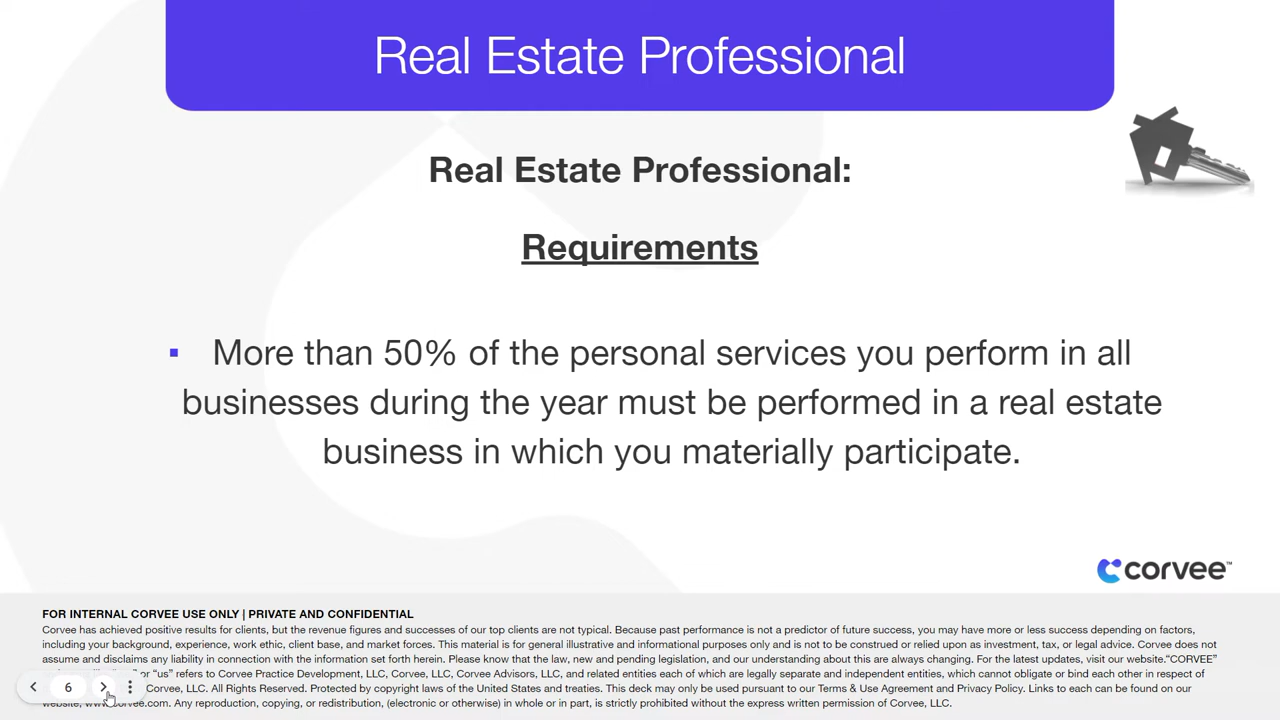 Real Estate Professional
Real Estate Professional:
Requirements
▪ More than 50% of the personal services you perform in all
businesses during the year must be performed in a real estate
business in which you materially participate.
corvee™
FOR INTERNAL CORVEE USE ONLY | PRIVATE AND CONFIDENTIAL
Corvee has achieved positive results for clients, but the revenue figures and successes of our top clients are not typical. Because past performance is not a predictor of future success, you may have more or less success depending on factors,
including your background, experience, work ethic, client base, and market forces. This material is for general illustrative and informational purposes only and is not to be construed or relied upon as investment, tax, or legal advice. Corvee does not
assume and disclaims any liability in connection with the information set forth herein. Please know that the law, new and pending legislation, and our understanding about this are always changing. For the latest updates, visit our website."CORVEE"
or "us" refers to Corvee Practice Development, LLC, Corvee, LLC, Corvee Advisors, LLC, and related entities each of which are legally separate and independent entities, which cannot obligate or bind each other in respect of
6 Corvee, LLC. All Rights Reserved. Protected by copyright laws of the United States and treaties. This deck may only be used pursuant to our Terms & Use Agreement and Privacy Policy. Links to each can be found on our
website, www.corvee.com. Any reproduction, copying, or redistribution, (electronic or otherwise) in whole or in part, is strictly prohibited without the express written permission of Corvee, LLC.